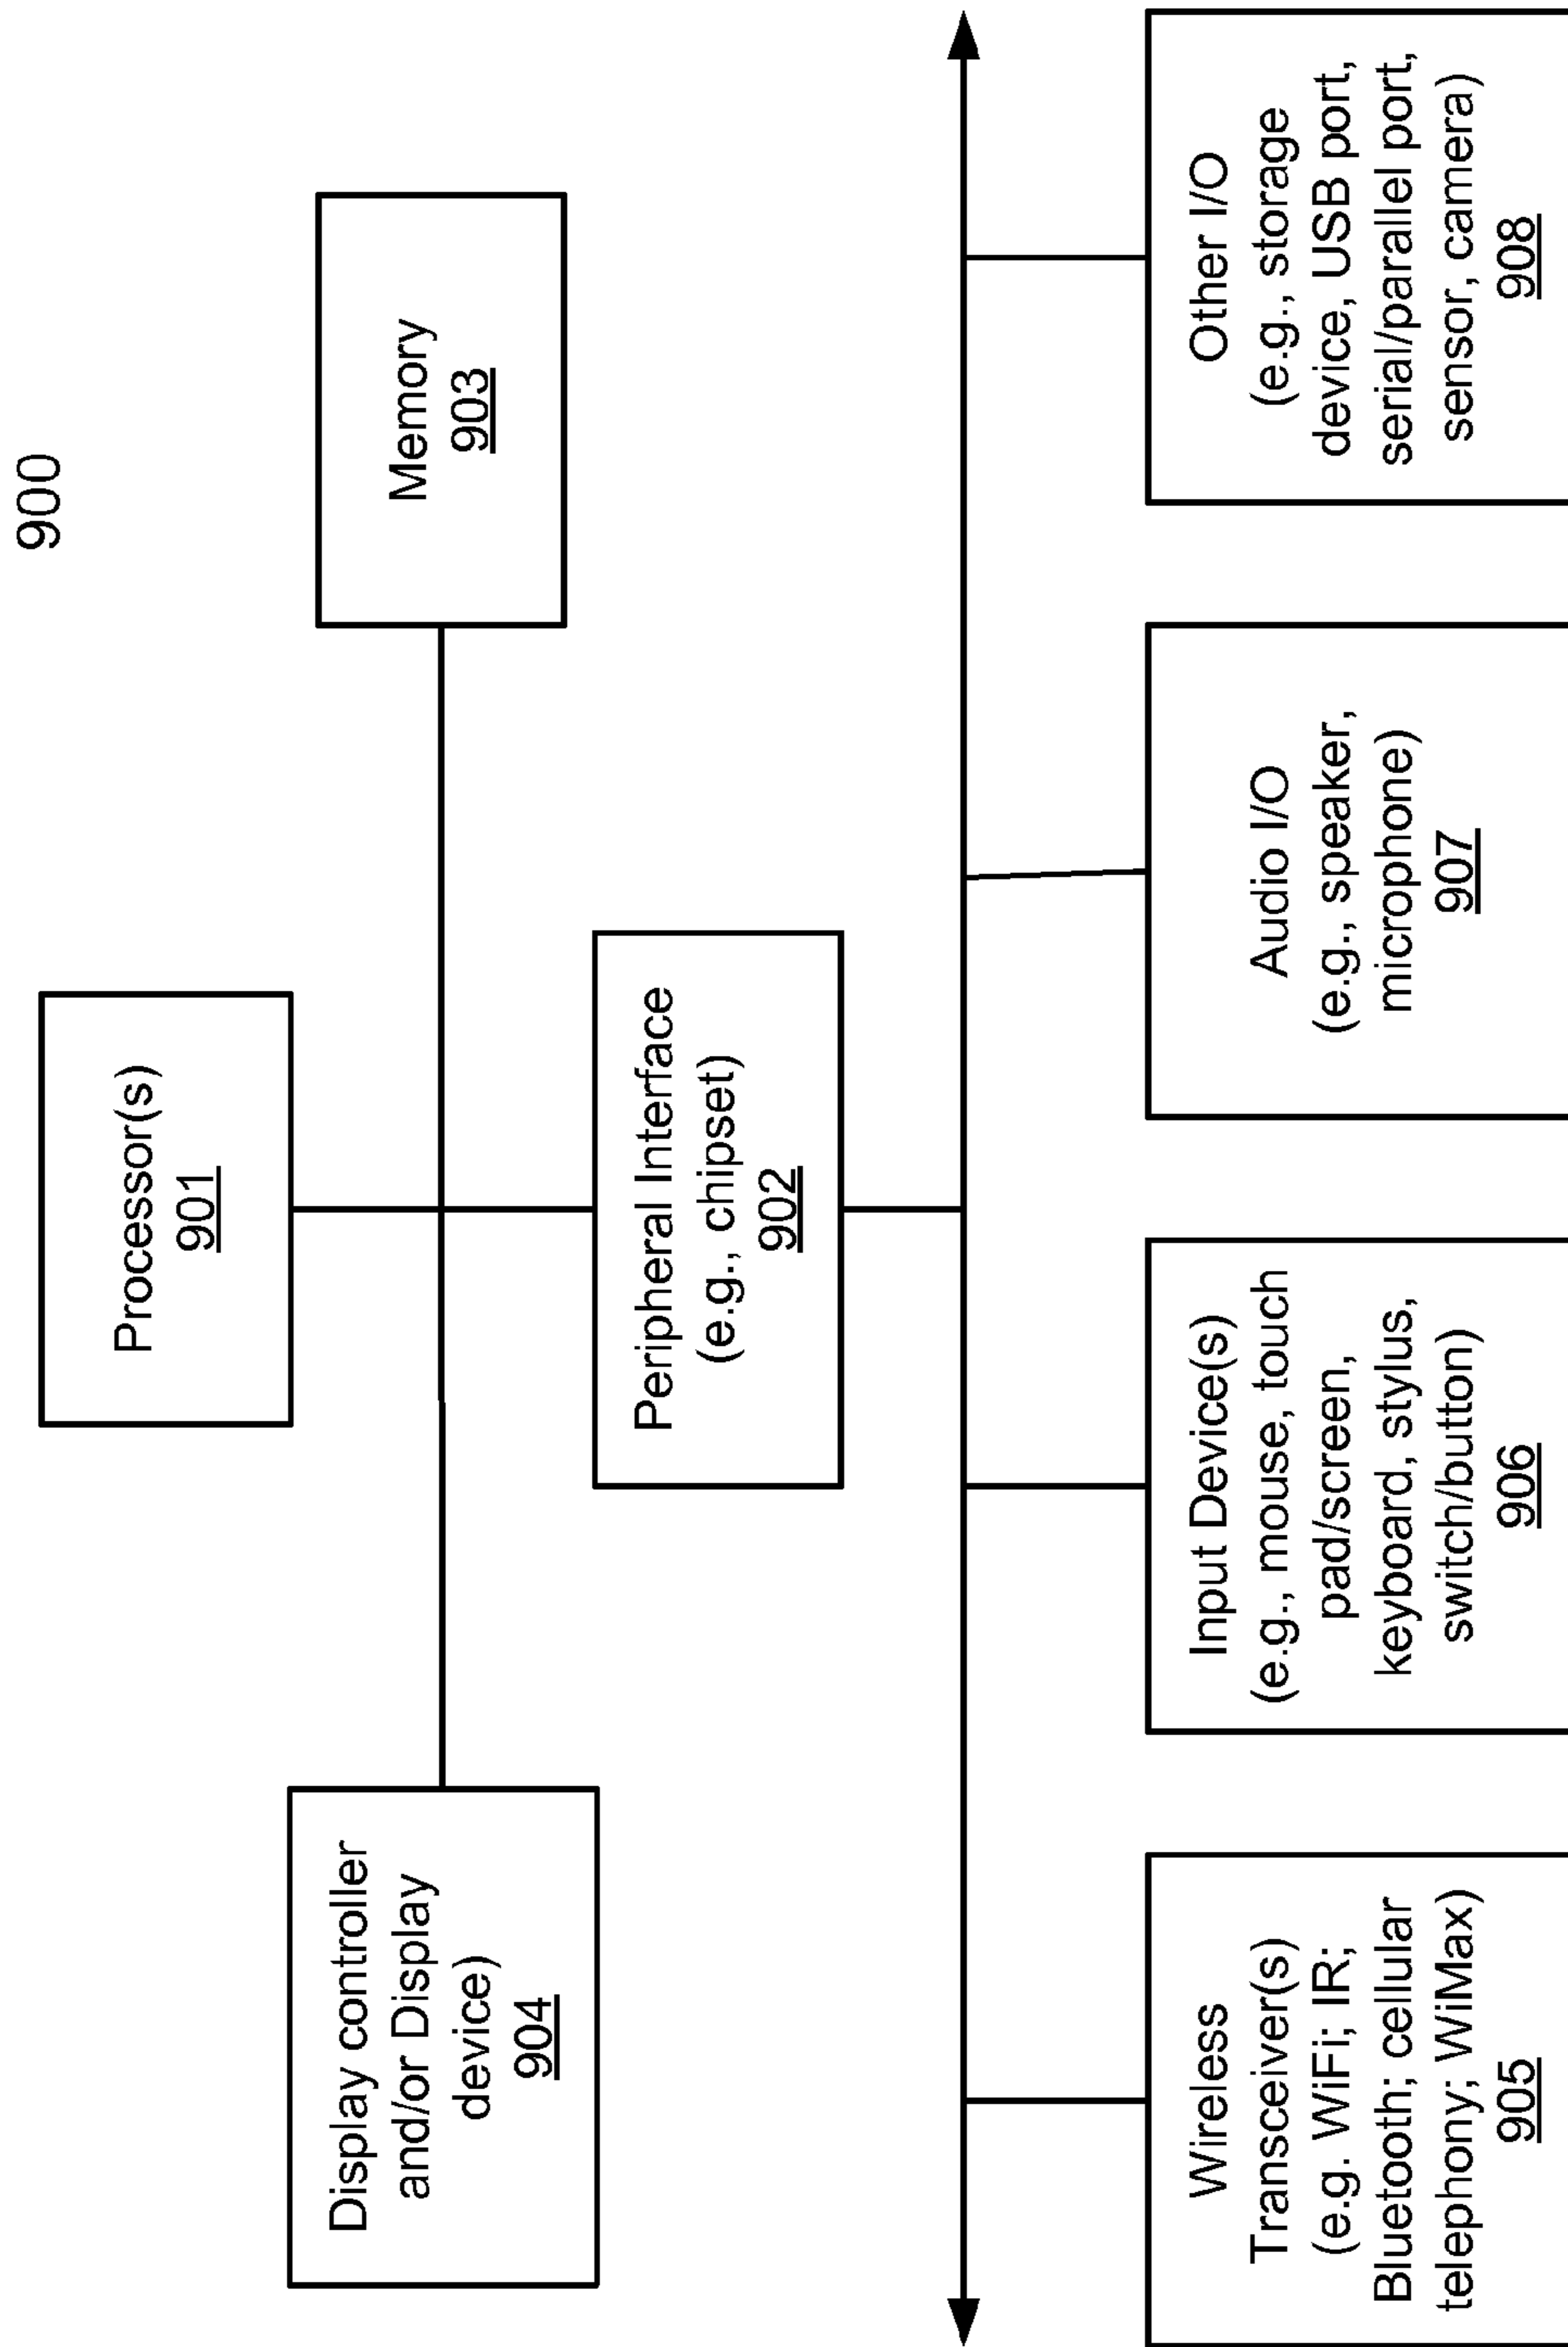 900
Processor(s)
901
Display controller
and/or Display
device)
904
Memory
903
Peripheral Interface
(e.g., chipset)
902
Wireless
Transceiver(s)
(e.g. WiFi; IR;
Bluetooth; cellular
telephony; WiMax)
905
Input Device(s)
(e.g., mouse, touch
pad/screen,
keyboard, stylus,
switch/button)
906
Audio I/O
(e.g., speaker,
microphone)
907
Other I/O
(e.g., storage
device, USB port,
serial/parallel port,
sensor, camera)
908